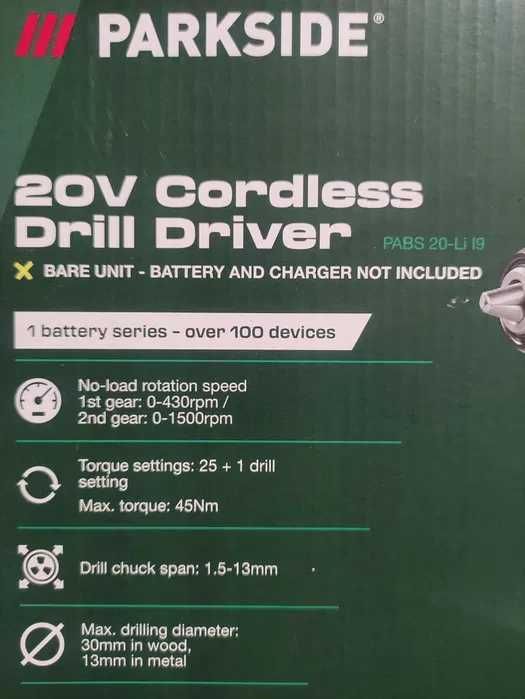 PARKSIDE®
20V Cordless
Drill Driver PABS 20-Li I9
X BARE UNIT - BATTERY AND CHARGER NOT INCLUDED
1 battery series - over 100 devices
No-load rotation speed
1st gear: 0-430rpm /
2nd gear: 0-1500rpm
Torque settings: 25 + 1 drill
setting
Max. torque: 45Nm
Drill chuck span: 1.5-13mm
Max. drilling diameter:
30mm in wood,
13mm in metal